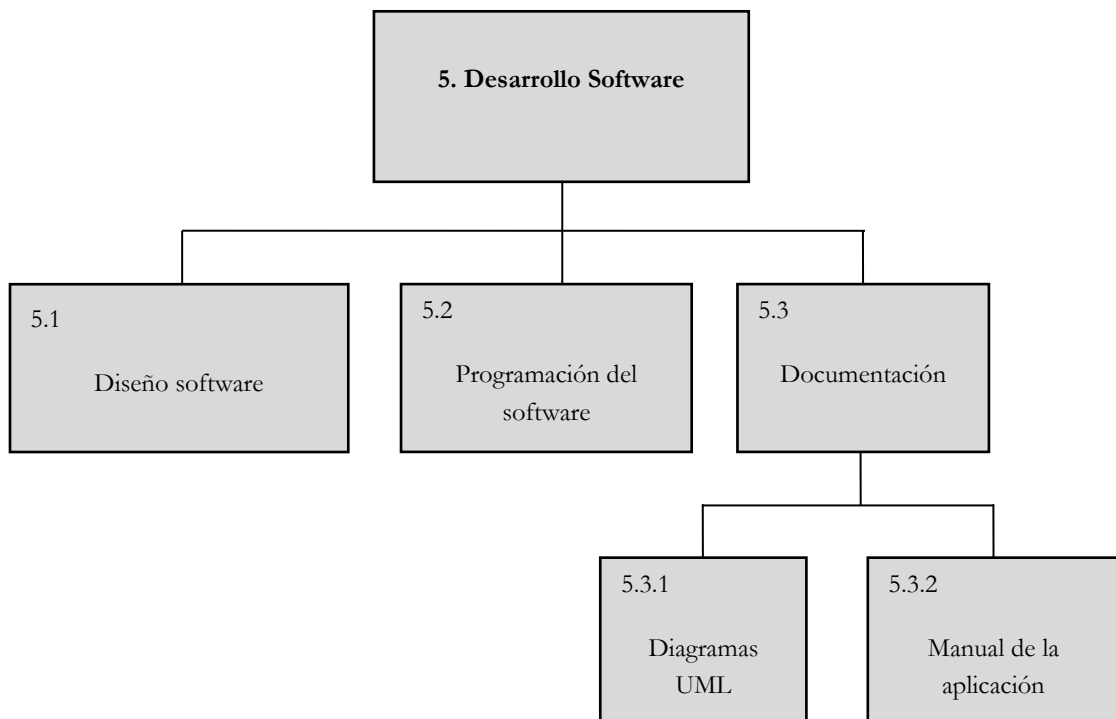 5. Desarrollo Software
5.1
Diseño software
5.2
Programación del
software
5.3
Documentación
5.3.1
Diagramas
UML
5.3.2
Manual de la
aplicación